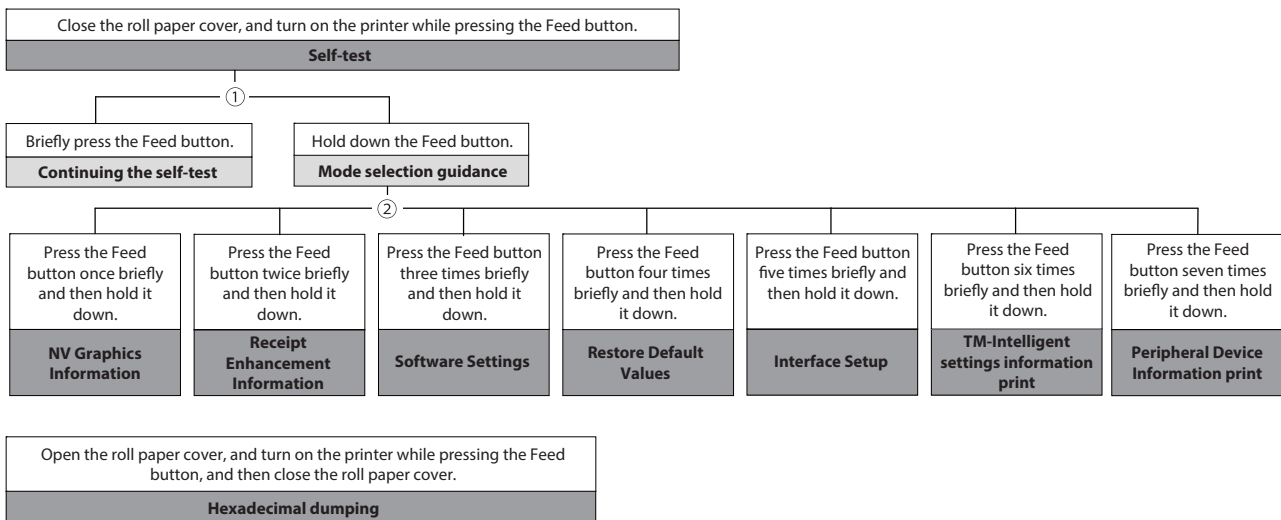 Close the roll paper cover, and turn on the printer while pressing the Feed button.
Self-test
①
Briefly press the Feed button.
Continuing the self-test
Hold down the Feed button.
Mode selection guidance
②
Press the Feed
button once briefly
and then hold it
down.
NV Graphics
Information
Press the Feed
button twice briefly
and then hold it
down.
Receipt
Enhancement
Information
Press the Feed button
three times briefly
and then hold it
down.
Software Settings
Press the Feed
button four times
briefly and then hold
it down.
Restore Default
Values
Press the Feed button
five times briefly and
then hold it down.
Interface Setup
Press the Feed
button six times
briefly and then hold
it down.
TM-Intelligent
settings information
print
Press the Feed
button seven times
briefly and then hold
it down.
Peripheral Device
Information print
Open the roll paper cover, and turn on the printer while pressing the Feed
button, and then close the roll paper cover.
Hexadecimal dumping